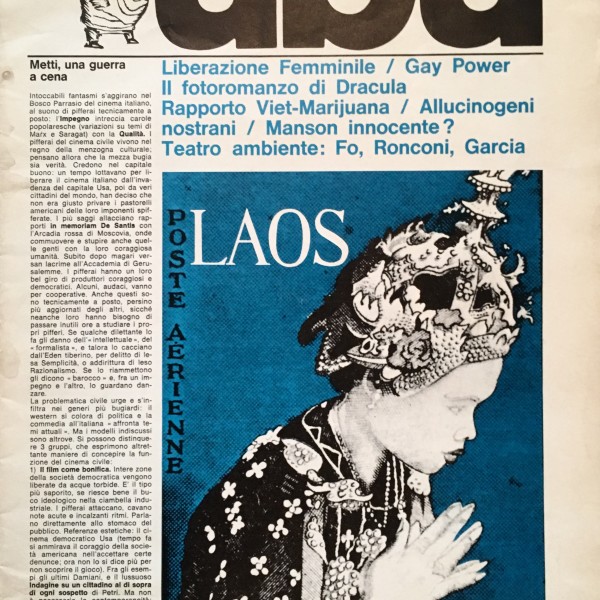 ubu
Metti, una guerra
a cena
Liberazione Femminile / Gay Power
Il fotoromanzo di Dracula
Rapporto Viet-Marijuana / Allucinogeni
nostrani / Manson innocente?
Teatro ambiente: Fo, Ronconi, Garcia
Intoccabili fantasmi s'aggirano nel
Bosco Parrasio del cinema italiano,
al suono di pifferai tecnicamente a
posto: l'Impegno intreccia carole
popolaresche (variazioni su temi di
Marx e Saragat) con la Qualità. I
pifferai del cinema civile vivono nel
regno della menzogna culturale;
pensano allora che la mezza bugia
sia verità. Credono nel capitale
buono: un tempo lottavano per li-
berare il cinema italiano dall'inva-
denza del capitale Usa, poi da veri
cittadini del mondo, han deciso che
non era giusto privare i pastorelli
americani delle loro imponenti spif-
ferate. I più saggi allacciano rap-
porti in memoriam De Santis con
l'Arcadia rossa di Moscovia, onde
commuovere e stupire anche quel-
le genti con la loro coraggiosa
umanità. Subito dopo magari ver-
san lacrime all'Accademia di Geru-
salemme. I pifferai hanno un loro
bel giro di produttori coraggiosi e
democratici. Alcuni, audaci, vanno
per cooperative. Anche questi so-
no tecnicamente a posto, persino
più aggiornati degli altri, sicché
neanche loro hanno bisogno di
passare inutili ore a studiare i pro-
pri pifferi. Se qualche dilettante lo
fa gli danno dell'« intellettuale », del
« formalista », e talora lo cacciano
dall'Eden tiberino, per delitto di le-
sa Semplicità, o addirittura di leso
Razionalismo. Se lo riammettono
gli dicono « barocco » e, fra un im-
pegno e l'altro, lo guardano dan-
zare.
La problematica civile urge e s'in-
filtra nei generi più bugiardi: il
western si colora di politica e la
commedia all'italiana « affronta te-
mi attuali ». Ma i modelli indiscussi
sono altrove. Si possono distingue-
re 3 gruppi, che esprimono altret-
tante maniere di concepire la fun-
zione del cinema civile:
1) Il film come bonifica. Intere zone
della società democratica vengono
liberate da acque torbide. E' il tipo
più saporito, se riesce bene il bu-
co ideologico nella ciambella indu-
striale. I pifferai attaccano, cavano
note acute e incalzanti ritmi. Parla-
no direttamente allo stomaco del
pubblico. Referenze estetiche: il ci-
nema democratico Usa (tempo fa
si ammirava il coraggio della socie-
tà americana nell'accettare certe
denunce; ora non lo si dice più per
non scoprire il gioco). Fra gli esem-
pi gli ultimi Damiani, e il lussuoso
Indagine su un cittadino al di sopra
di ogni sospetto di Petri. Ma non
LAOS
POSTE AÉRIENNE